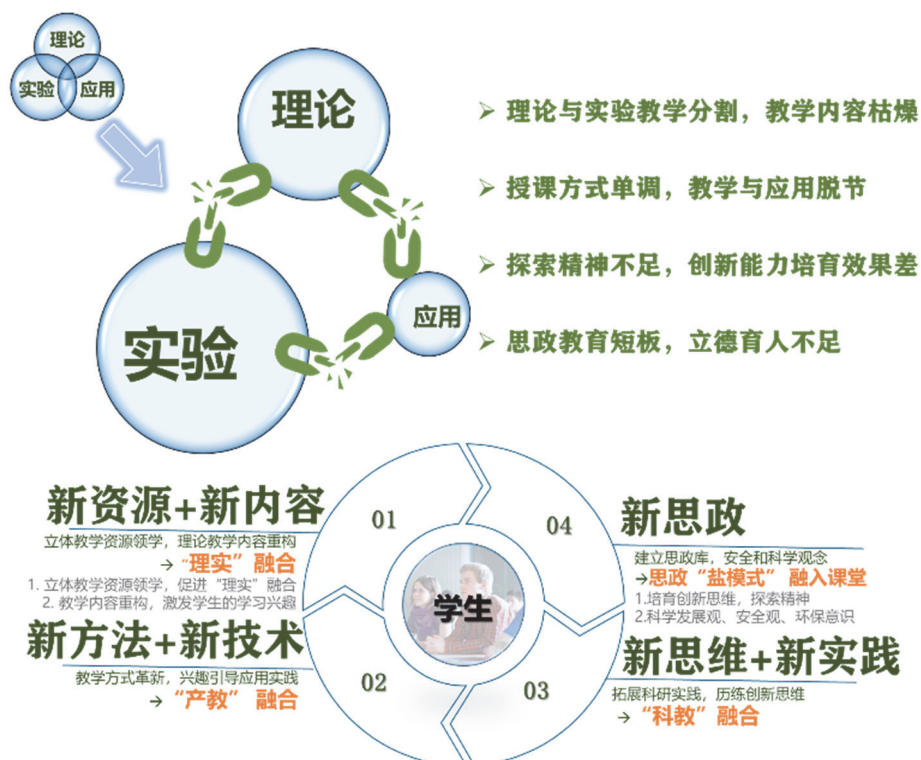 理论
实验
应用
理论
实验
应用
理论与实验教学分割，教学内容枯燥
授课方式单调，教学与应用脱节
探索精神不足，创新能力培育效果差
思政教育短板，立德育人不足
新资源+新内容
立体教学资源领学，理论教学内容重构
→ “理实” 融合
1. 立体教学资源领学，促进“理实”融合
2. 教学内容重构，激发学生的学习兴趣
新方法+新技术
教学方式革新，兴趣引导应用实践
→ “产教” 融合
01
02
03
04
学生
新思政
建立思政库，安全和科学观念
→思政“盐模式” 融入课堂
1.培育创新思维，探索精神
2.科学发展观、安全观、环保意识
新思维+新实践
拓展科研实践，历练创新思维
→ “科教” 融合